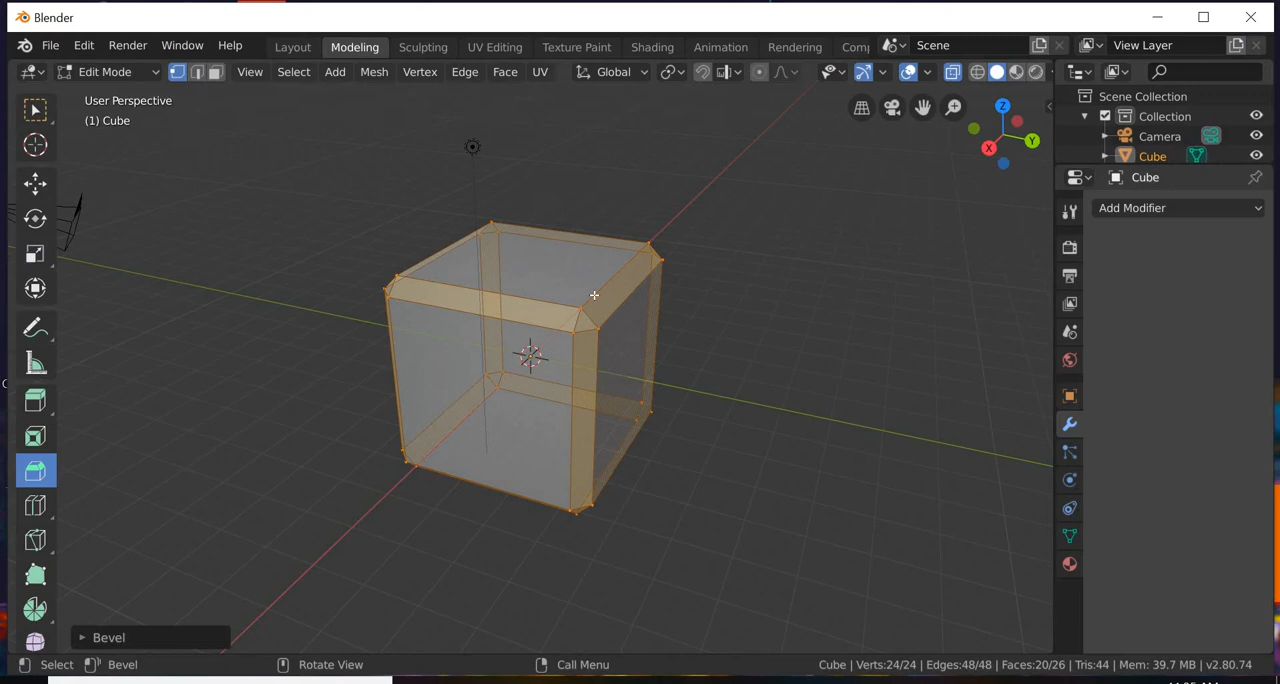 Blender
File Edit Render Window Help Layout Modeling Sculpting UV Editing Texture Paint Shading Animation Rendering Comp Scene View Layer
Edit Mode View Select Add Mesh Vertex Edge Face UV Global
User Perspective
(1) Cube
Z
Y
X
Scene Collection
Collection
Camera
Cube
Cube
Add Modifier
Bevel
Select Bevel Rotate View Call Menu Cube | Verts:24/24 | Edges:48/48 | Faces:20/26 | Tris:44 | Mem: 39.7 MB | v2.80.74